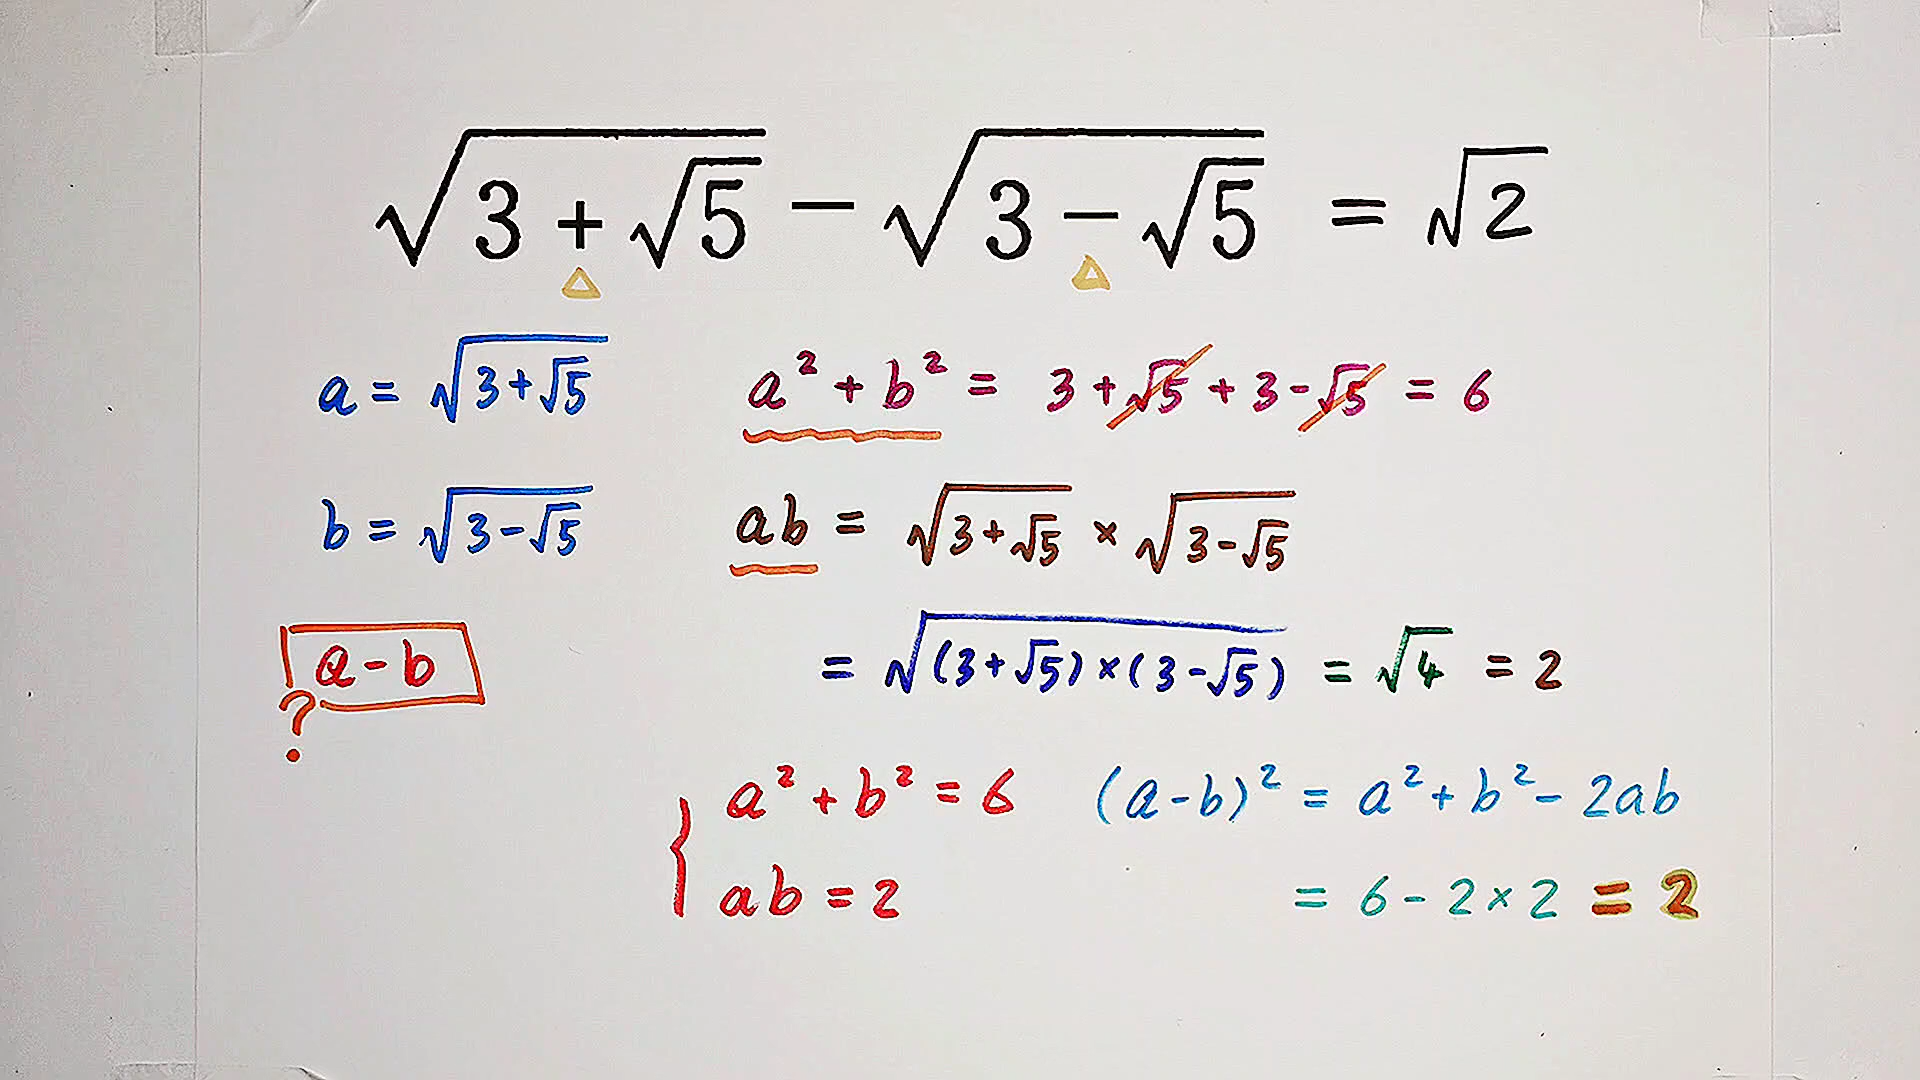 √(3 + √5) − √(3 − √5) = √2
a = √(3+√5)
a² + b² = 3 + √5 + 3 - √5 = 6
b = √(3-√5)
ab = √(3+√5) × √(3-√5)
a - b
?
= √((3+√5)×(3-√5)) = √4 = 2
a² + b² = 6
(a-b)² = a² + b² - 2ab
ab = 2
= 6 - 2×2 = 2